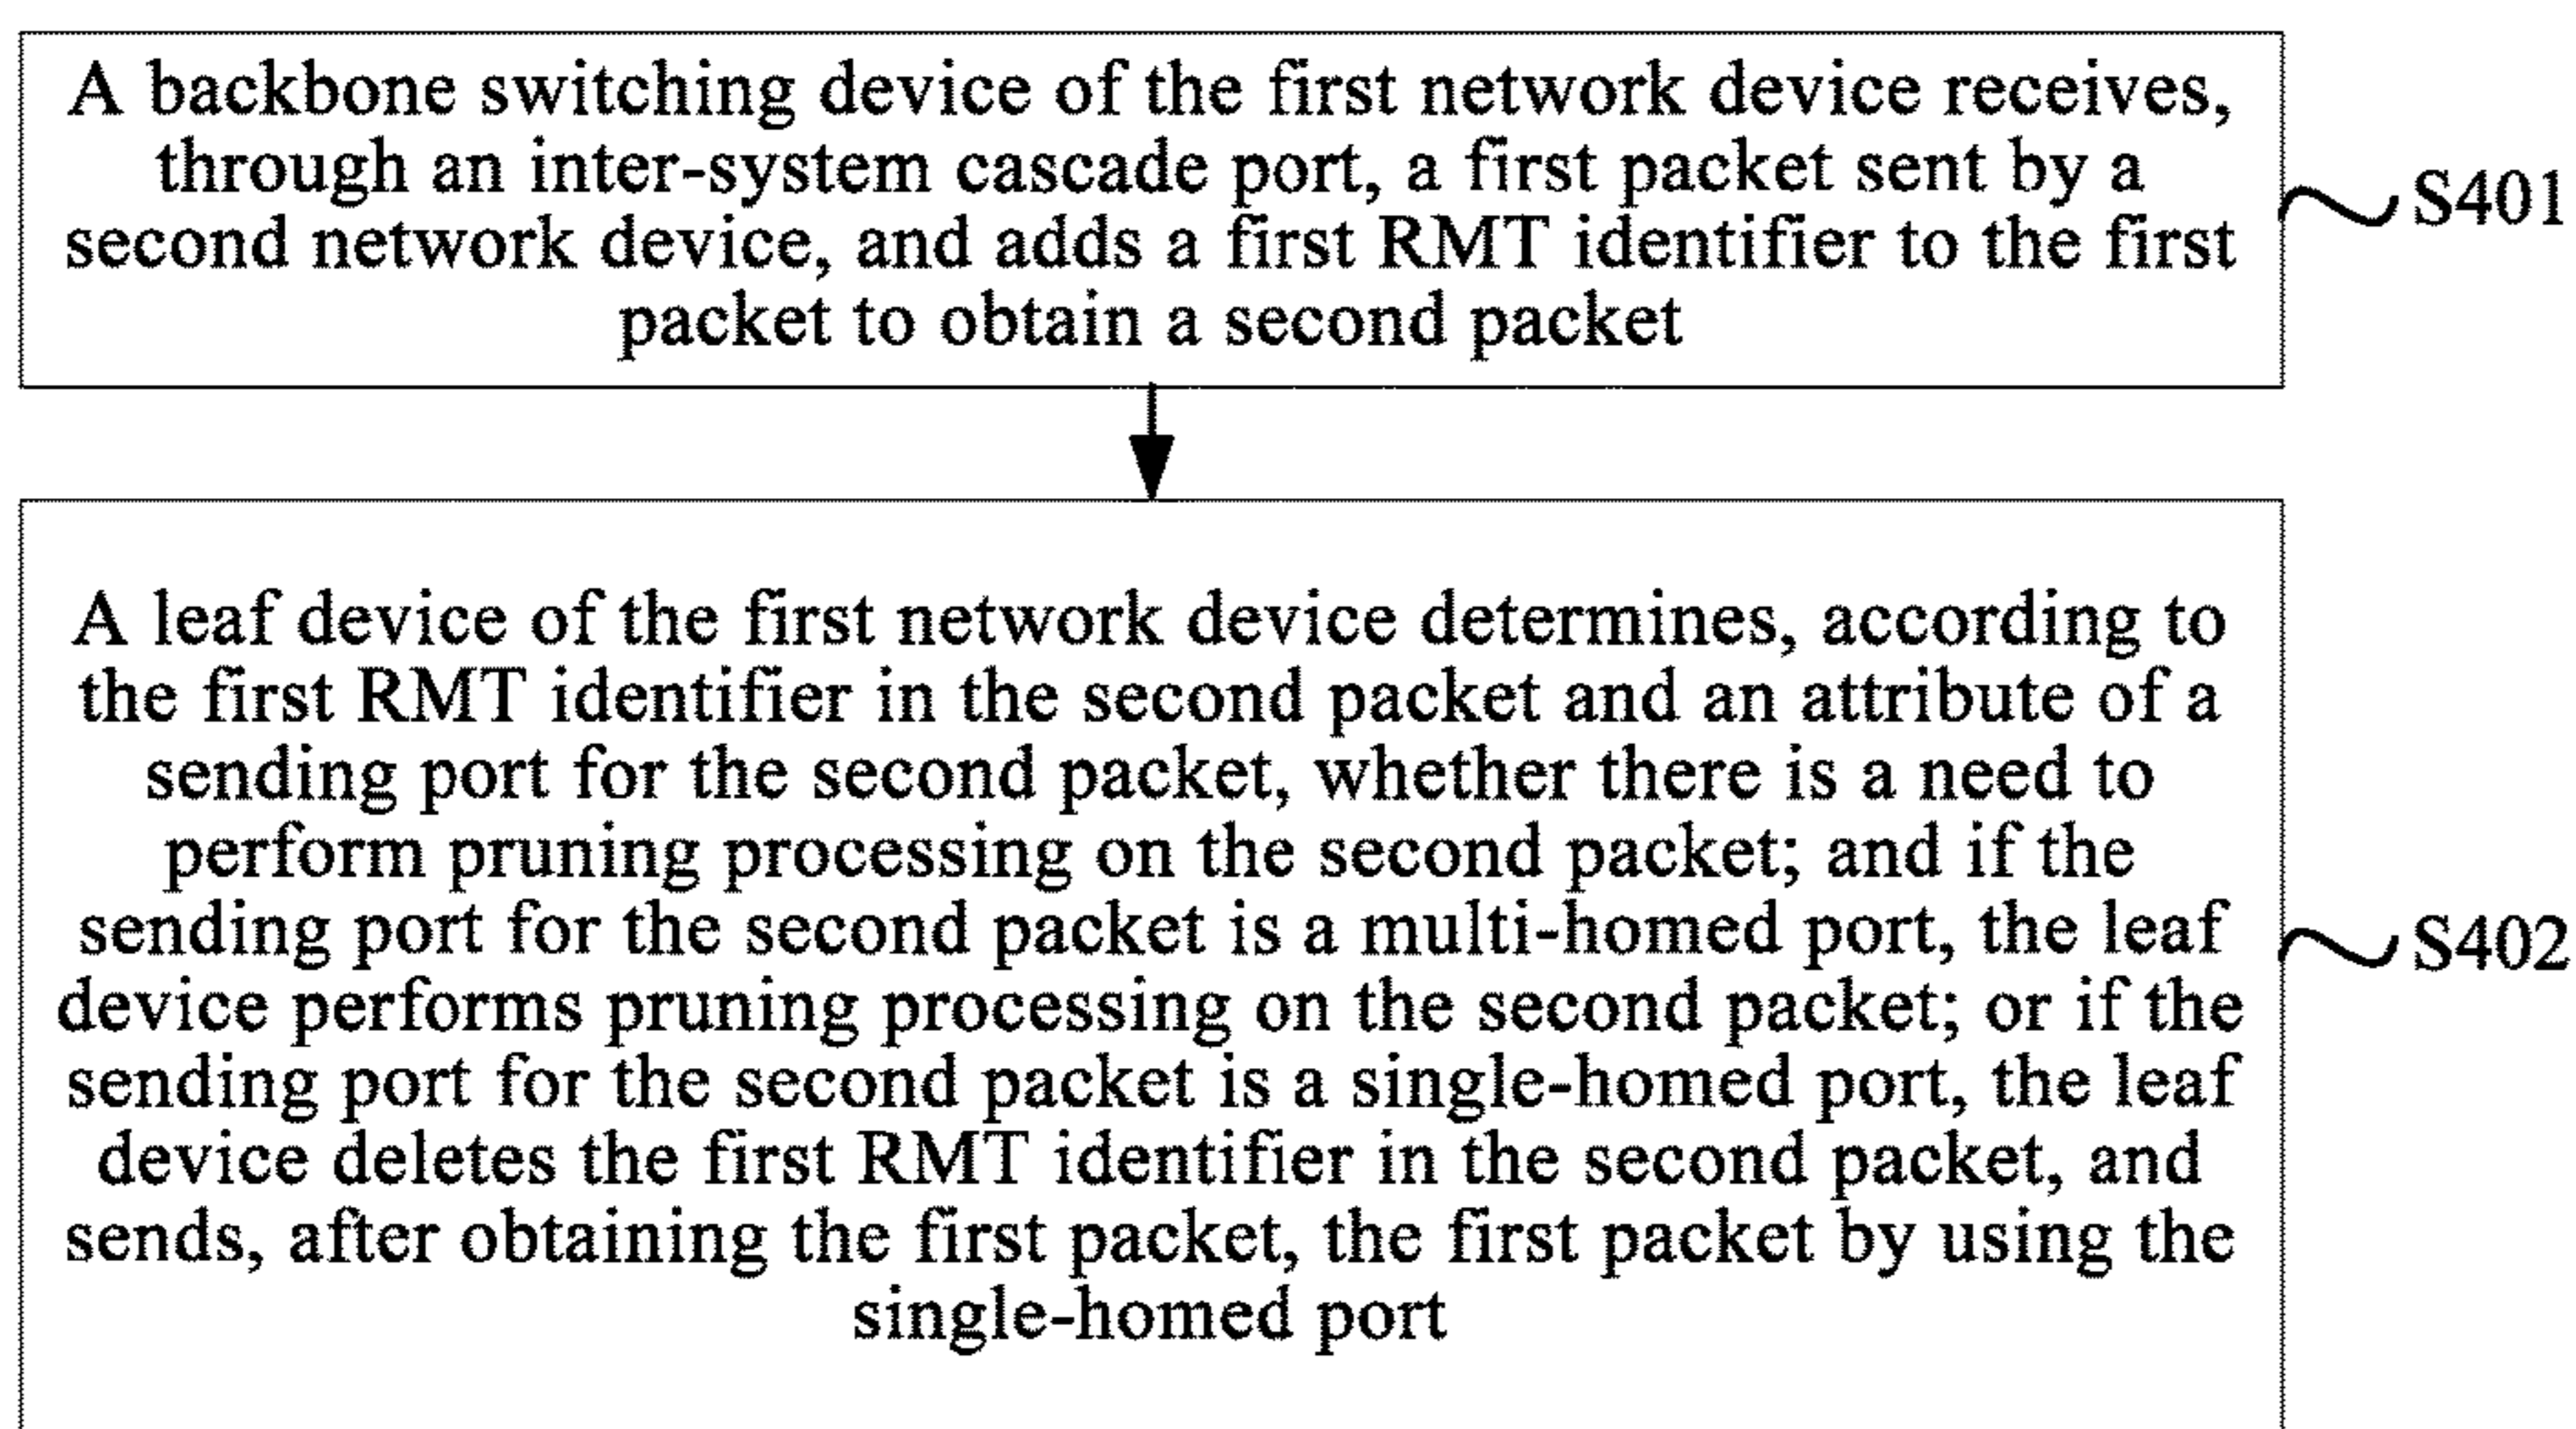 A backbone switching device of the first network device receives,
through an inter-system cascade port, a first packet sent by a
second network device, and adds a first RMT identifier to the first
packet to obtain a second packet
S401
A leaf device of the first network device determines, according to
the first RMT identifier in the second packet and an attribute of a
sending port for the second packet, whether there is a need to
perform pruning processing on the second packet; and if the
sending port for the second packet is a multi-homed port, the leaf
device performs pruning processing on the second packet; or if the
sending port for the second packet is a single-homed port, the leaf
device deletes the first RMT identifier in the second packet, and
sends, after obtaining the first packet, the first packet by using the
single-homed port
S402